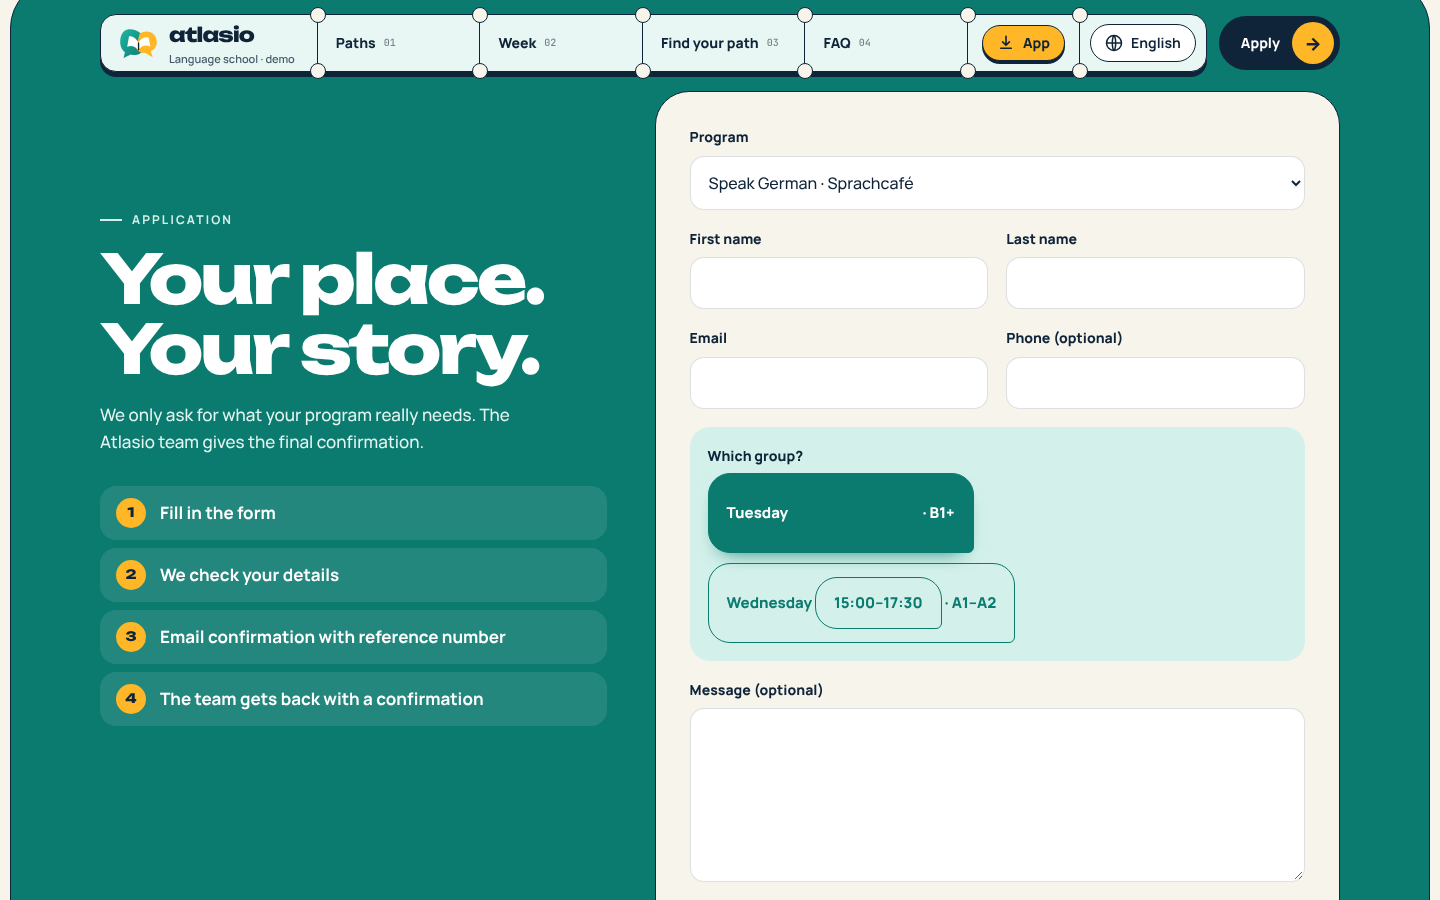 atlasio
Language school · demo
Paths 01
Week 02
Find your path 03
FAQ 04
App
English
Apply
APPLICATION
Your place.
Your story.
We only ask for what your program really needs. The
Atlasio team gives the final confirmation.
1 Fill in the form
2 We check your details
3 Email confirmation with reference number
4 The team gets back with a confirmation
Program
Speak German · Sprachcafé
First name
Last name
Email
Phone (optional)
Which group?
Tuesday · B1+
Wednesday 15:00–17:30 · A1–A2
Message (optional)